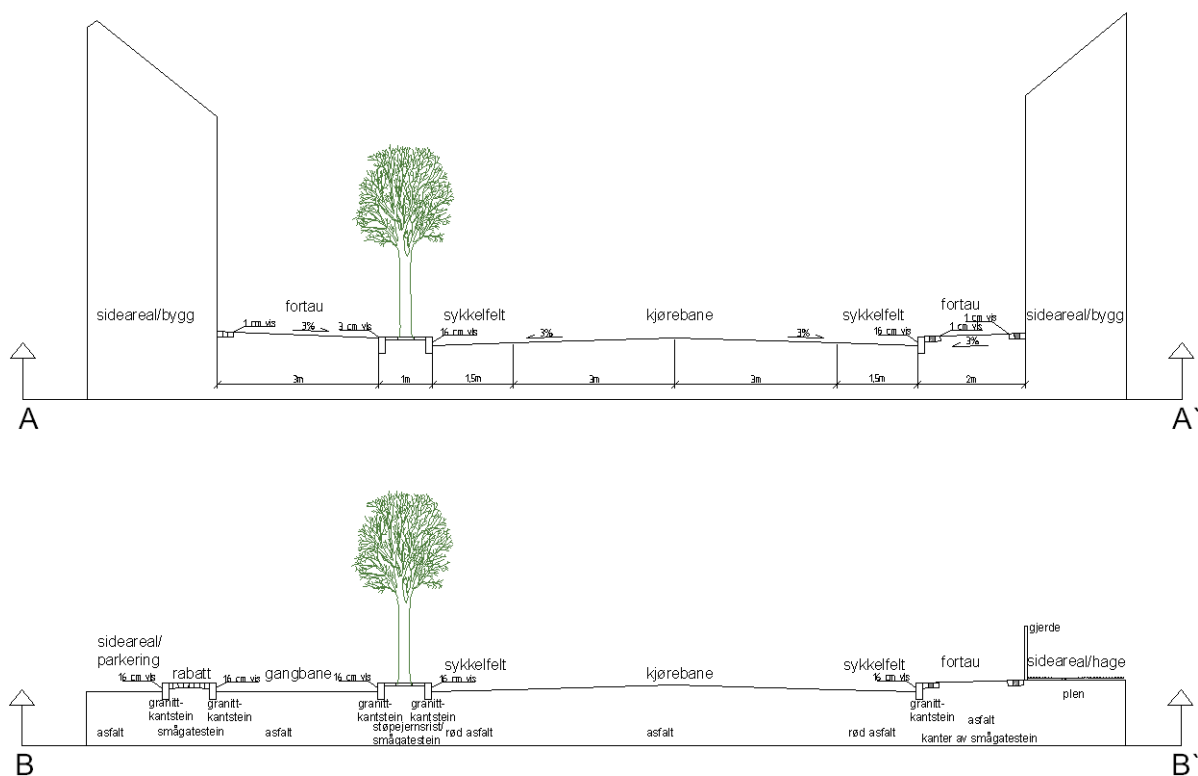 fortau
sideareal/bygg
1 cm vis
3%
3 cm vis
sykkelfelt
16 cm vis
kjørebane
3%
3%
sykkelfelt
16 cm vis
fortau
1 cm vis
1 cm vis
3%
sideareal/bygg
3m
1m
1,5m
3m
3m
1,5m
2m
A
A`
sideareal/
parkering
16 cm vis
rabatt
16 cm vis
gangbane
16 cm vis
sykkelfelt
16 cm vis
kjørebane
sykkelfelt
16 cm vis
fortau
gjerde
sideareal/hage
plen
granitt-
kantstein
granitt-
kantstein
smågatestein
granitt-
kantstein
granitt-
kantstein
støpejernsrist/
smågatestein
granitt-
kantstein
asfalt
asfalt
rød asfalt
asfalt
rød asfalt
asfalt
kanter av smågatestein
B
B`